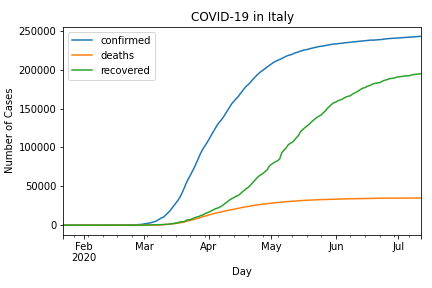 COVID-19 in Italy
confirmed
deaths
recovered
Number of Cases
250000
200000
150000
100000
50000
0
Feb
2020
Mar
Apr
May
Jun
Jul
Day